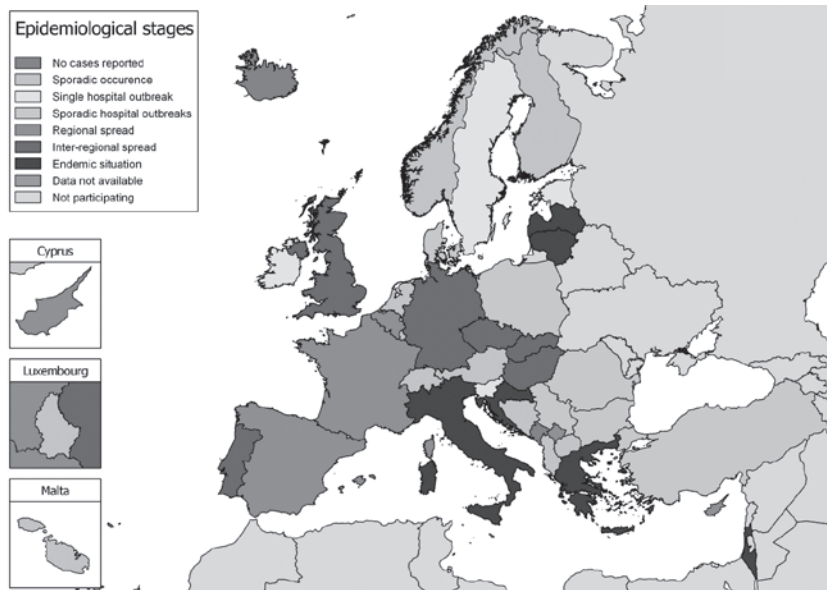 Epidemiological stages
No cases reported
Sporadic occurence
Single hospital outbreak
Sporadic hospital outbreaks
Regional spread
Inter-regional spread
Endemic situation
Data not available
Not participating
Cyprus
Luxembourg
Malta